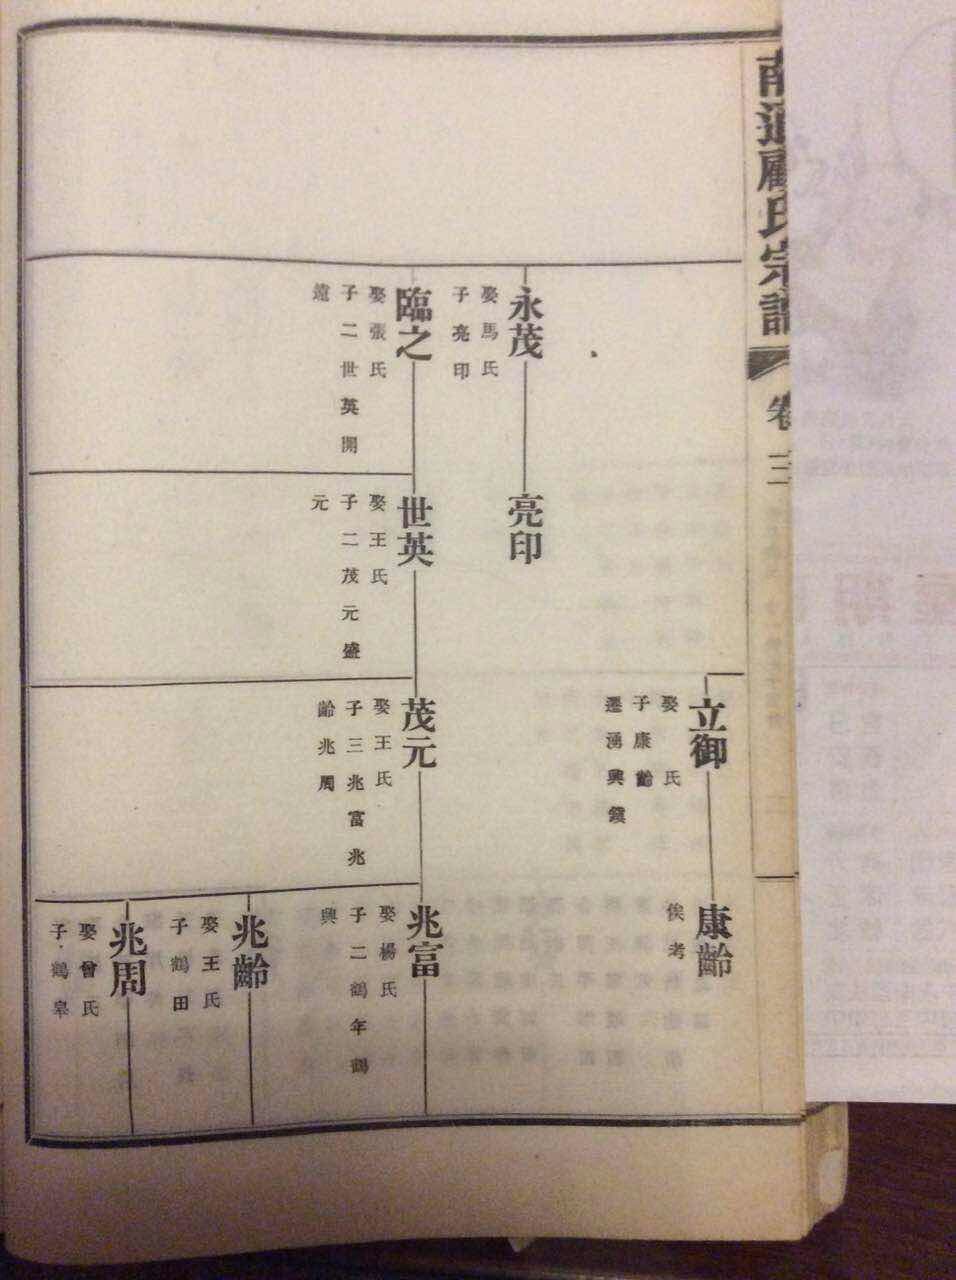 南通顧氏宗譜
卷三
立御
娶 氏
子康齡
遷湧興鎮
康齡
俟考
永茂
娶馬氏
子亮印
亮印
臨之
娶張氏
子二世英開
遠
世英
娶王氏
子二茂元盛
元
茂元
娶王氏
子三兆富兆
齡兆周
兆富
娶楊氏
子二鶴年鶴
興
兆齡
娶王氏
子鶴田
兆周
娶曾氏
子鶴皋